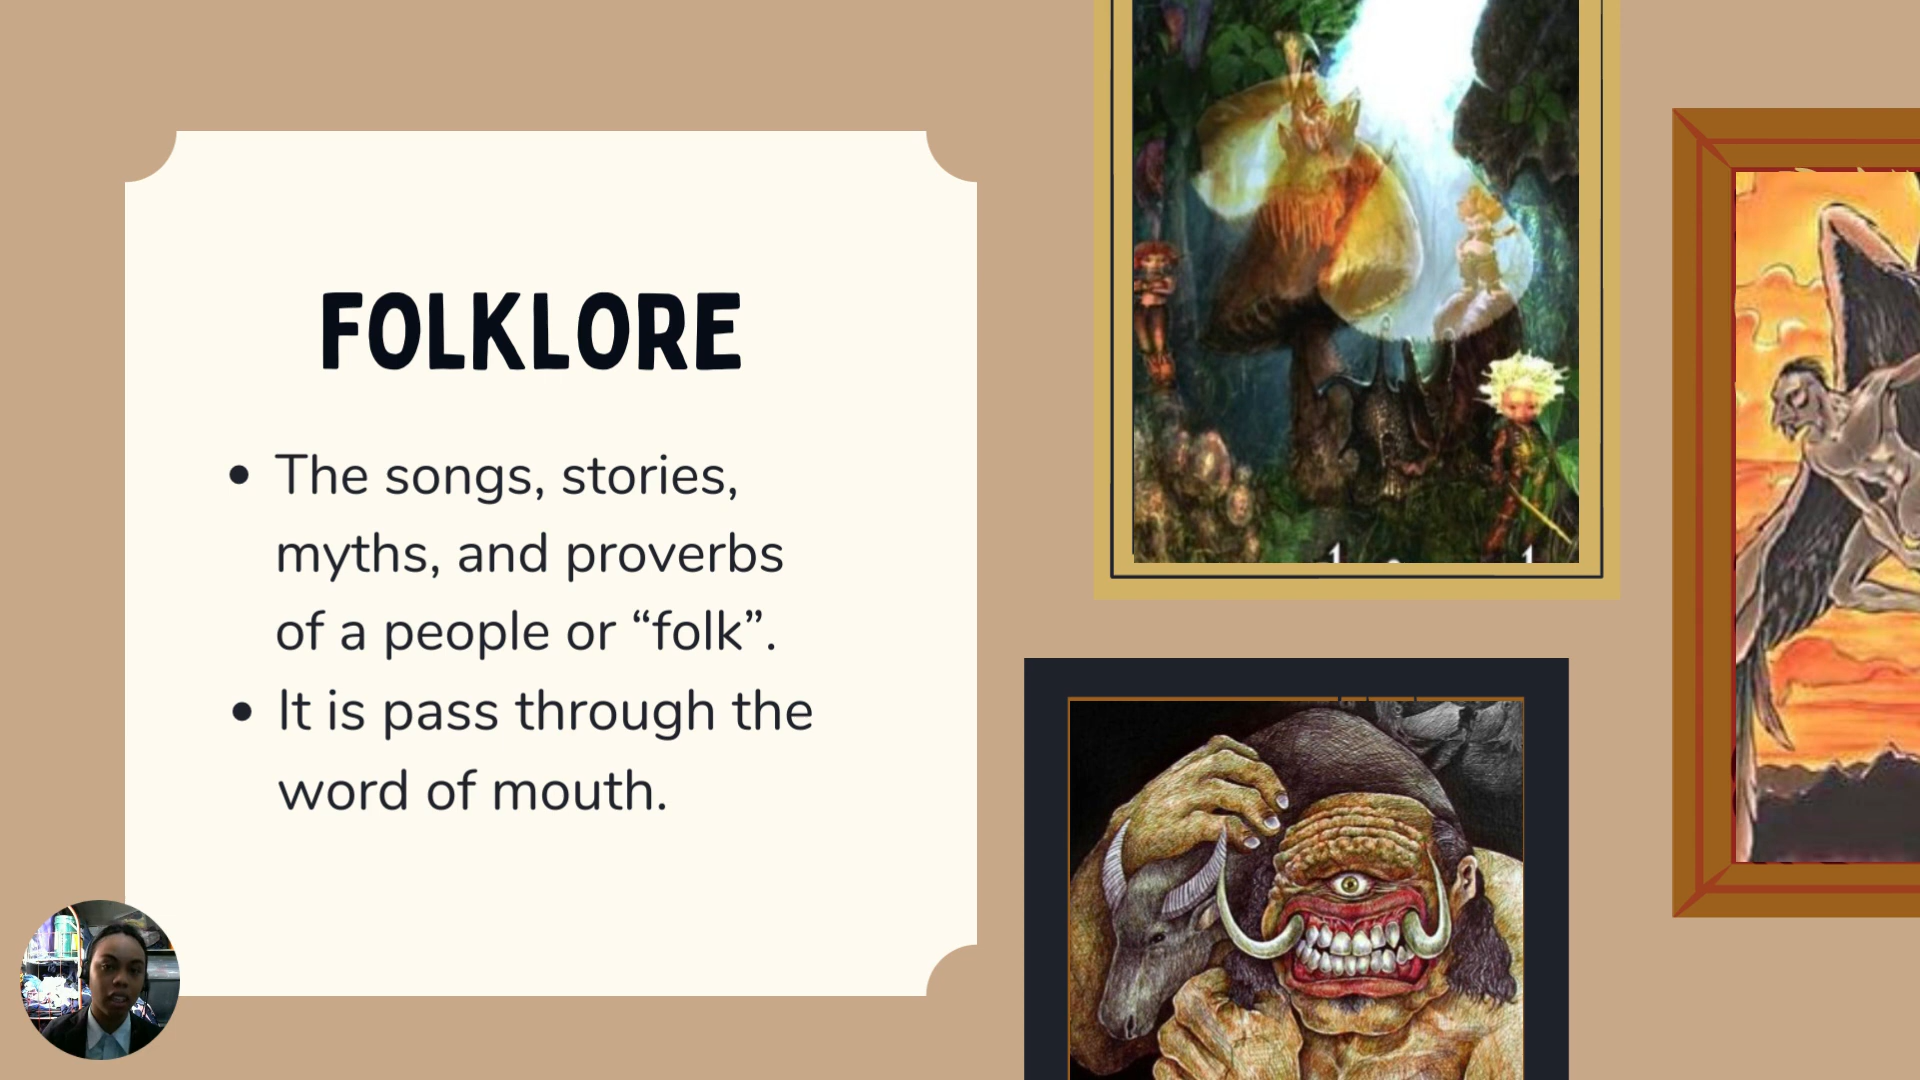 FOLKLORE
• The songs, stories,
myths, and proverbs
of a people or “folk”.
• It is pass through the
word of mouth.